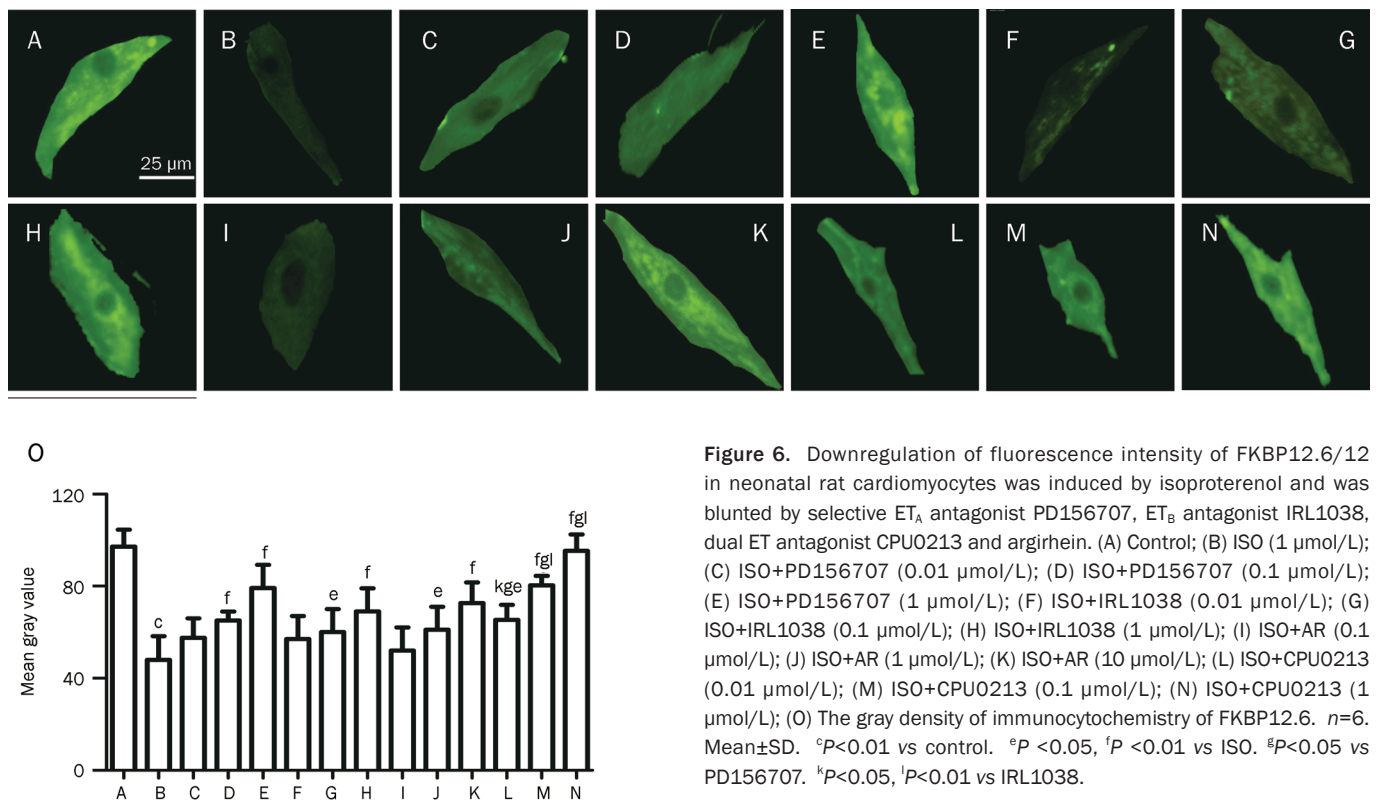 A
B
C
D
E
F
G
25 µm
H
I
J
K
L
M
N
O
120
80
40
0
Mean gray value
c
f
f
e
f
e
f
kge
fgl
fgl
A B C D E F G H I J K L M N
Figure 6. Downregulation of fluorescence intensity of FKBP12.6/12
in neonatal rat cardiomyocytes was induced by isoproterenol and was
blunted by selective ETA antagonist PD156707, ETB antagonist IRL1038,
dual ET antagonist CPU0213 and argirhein. (A) Control; (B) ISO (1 µmol/L);
(C) ISO+PD156707 (0.01 µmol/L); (D) ISO+PD156707 (0.1 µmol/L);
(E) ISO+PD156707 (1 µmol/L); (F) ISO+IRL1038 (0.01 µmol/L); (G)
ISO+IRL1038 (0.1 µmol/L); (H) ISO+IRL1038 (1 µmol/L); (I) ISO+AR (0.1
µmol/L); (J) ISO+AR (1 µmol/L); (K) ISO+AR (10 µmol/L); (L) ISO+CPU0213
(0.01 µmol/L); (M) ISO+CPU0213 (0.1 µmol/L); (N) ISO+CPU0213 (1
µmol/L); (O) The gray density of immunocytochemistry of FKBP12.6. n=6.
Mean±SD. cP<0.01 vs control. eP <0.05, fP <0.01 vs ISO. gP<0.05 vs
PD156707. kP<0.05, lP<0.01 vs IRL1038.